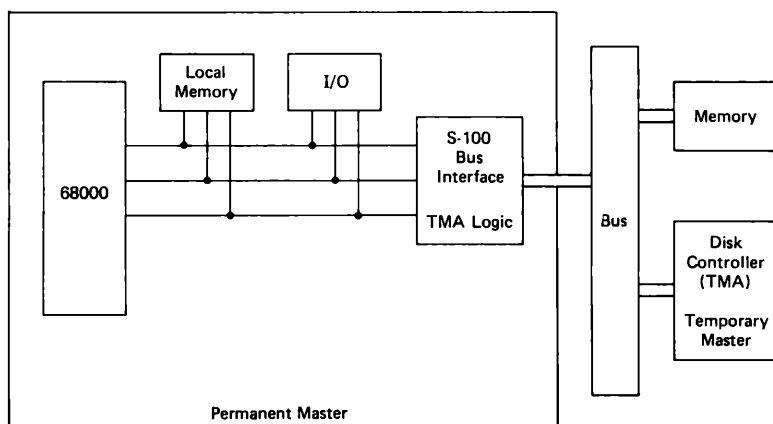 68000
Local
Memory
I/O
S-100
Bus
Interface
TMA Logic
Bus
Memory
Disk
Controller
(TMA)
Temporary
Master
Permanent Master